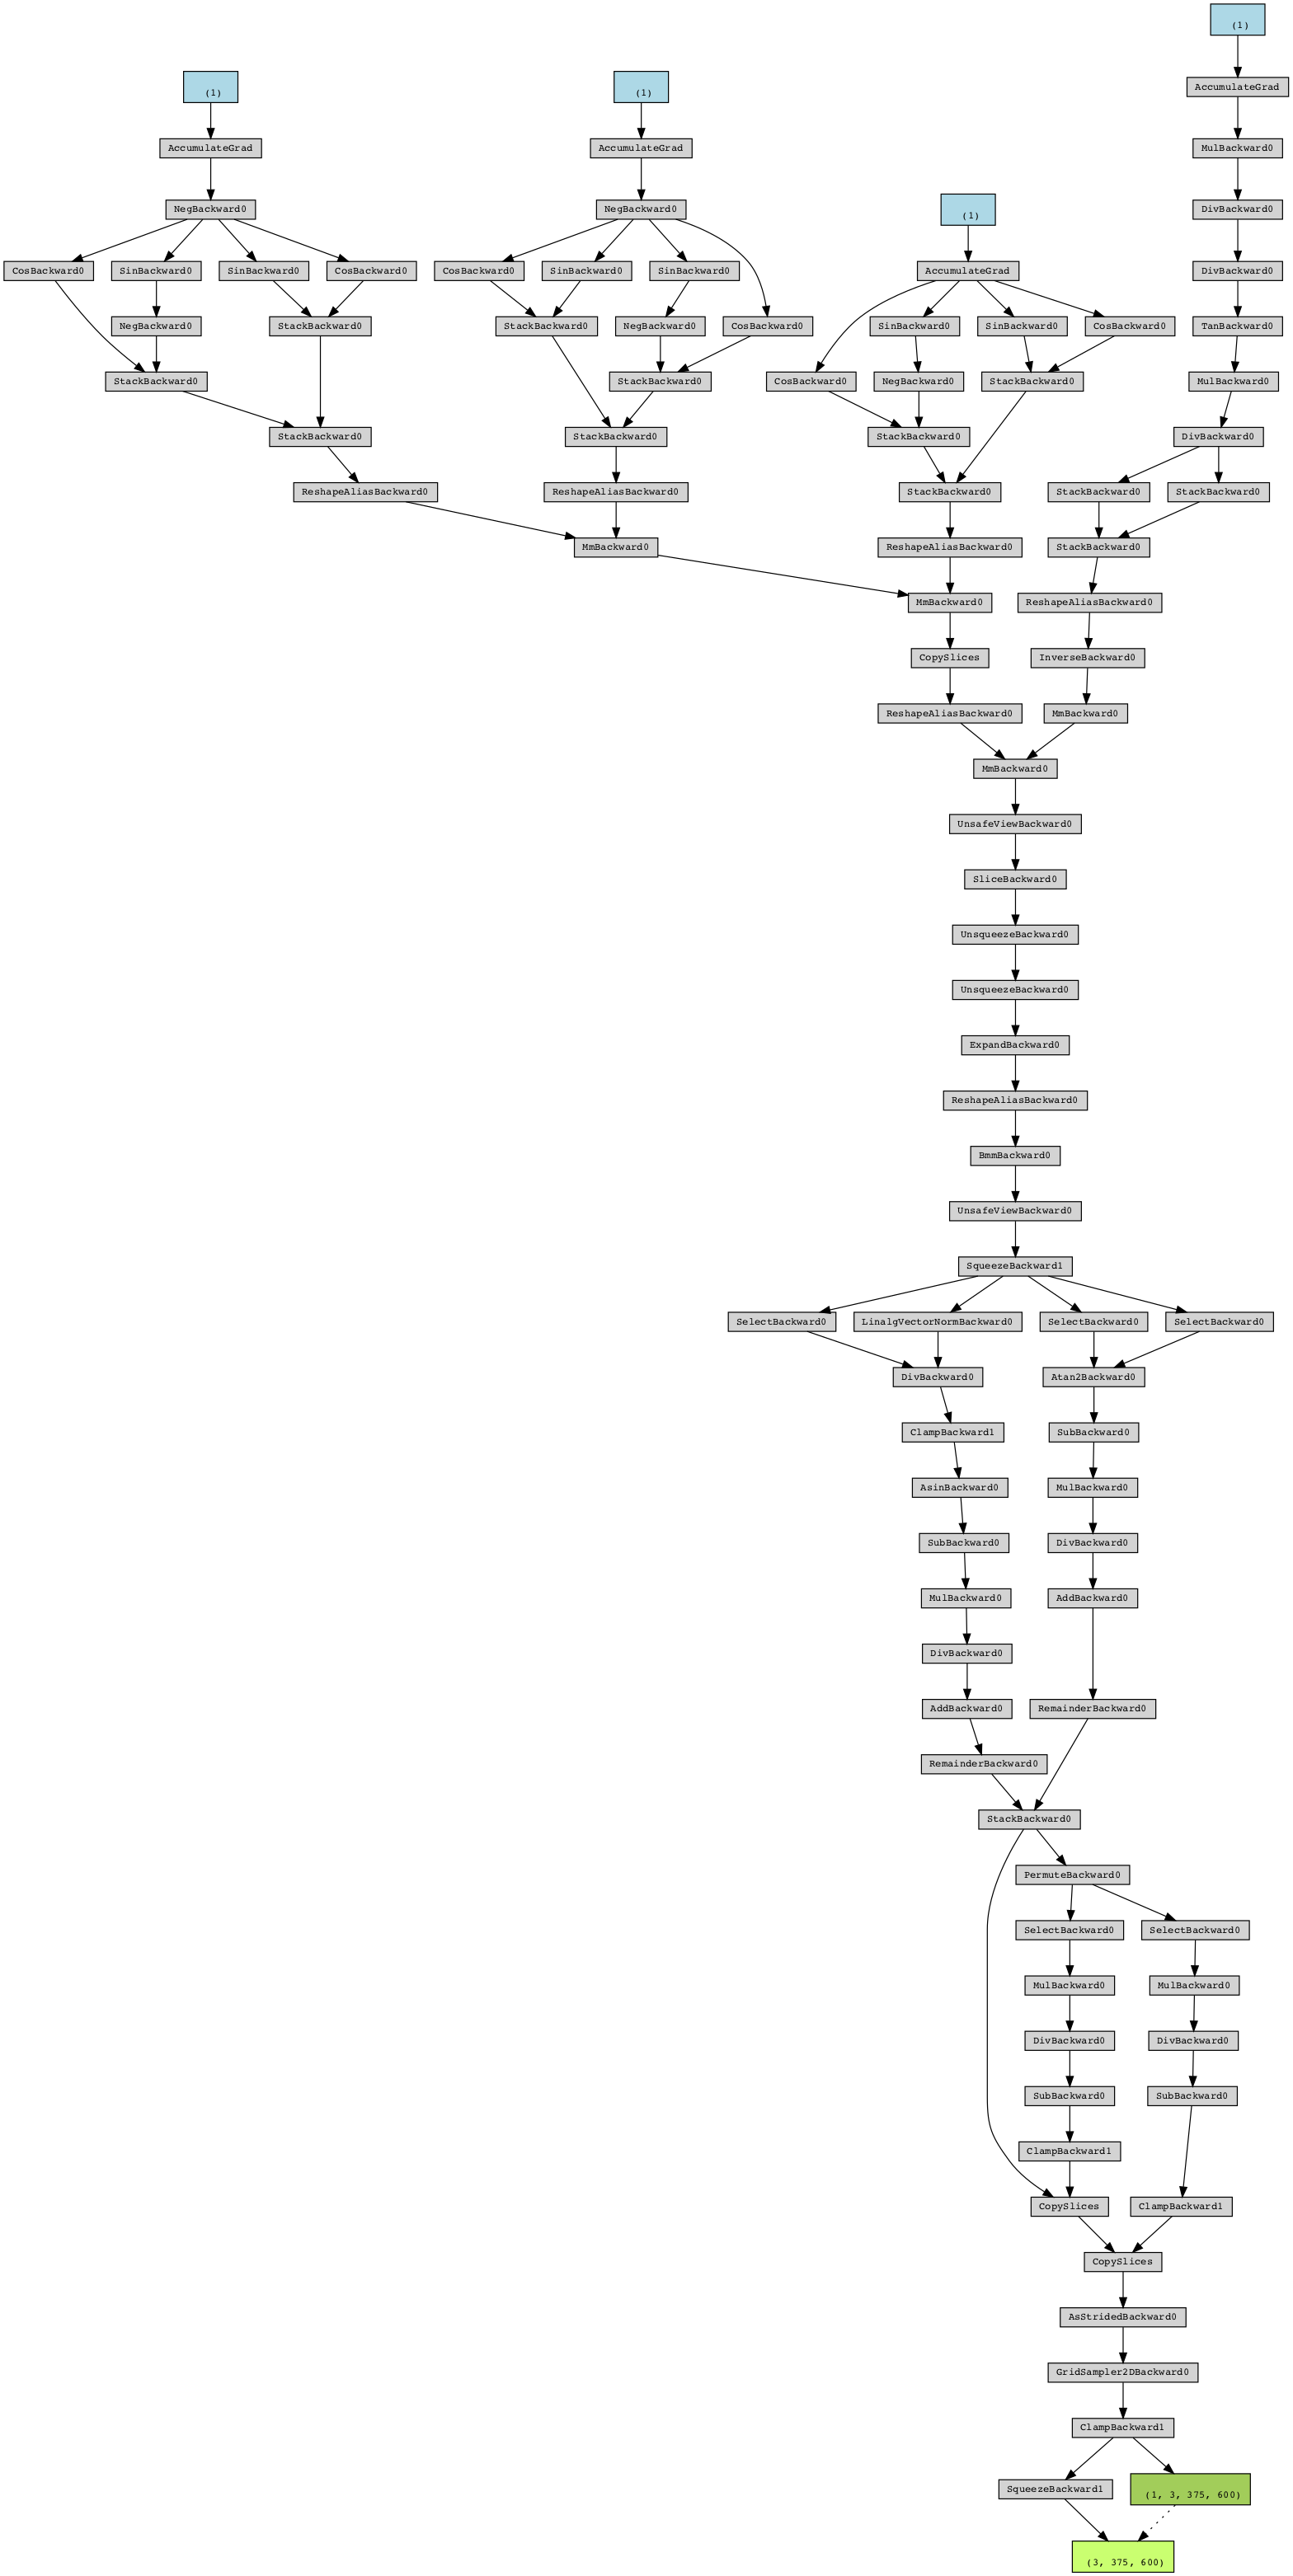 (1)
(1)
(1)
(1)
AccumulateGrad
AccumulateGrad
AccumulateGrad
MulBackward0
NegBackward0
NegBackward0
DivBackward0
CosBackward0
SinBackward0
SinBackward0
CosBackward0
CosBackward0
SinBackward0
SinBackward0
AccumulateGrad
DivBackward0
NegBackward0
StackBackward0
StackBackward0
NegBackward0
CosBackward0
SinBackward0
SinBackward0
CosBackward0
TanBackward0
StackBackward0
StackBackward0
CosBackward0
NegBackward0
StackBackward0
MulBackward0
StackBackward0
StackBackward0
StackBackward0
DivBackward0
ReshapeAliasBackward0
ReshapeAliasBackward0
StackBackward0
StackBackward0
StackBackward0
MmBackward0
ReshapeAliasBackward0
StackBackward0
MmBackward0
ReshapeAliasBackward0
CopySlices
InverseBackward0
ReshapeAliasBackward0
MmBackward0
MmBackward0
UnsafeViewBackward0
SliceBackward0
UnsqueezeBackward0
UnsqueezeBackward0
ExpandBackward0
ReshapeAliasBackward0
BmmBackward0
UnsafeViewBackward0
SqueezeBackward1
SelectBackward0
LinalgVectorNormBackward0
SelectBackward0
SelectBackward0
DivBackward0
Atan2Backward0
ClampBackward1
SubBackward0
AsinBackward0
MulBackward0
SubBackward0
DivBackward0
MulBackward0
AddBackward0
DivBackward0
AddBackward0
RemainderBackward0
RemainderBackward0
StackBackward0
PermuteBackward0
SelectBackward0
SelectBackward0
MulBackward0
MulBackward0
DivBackward0
DivBackward0
SubBackward0
SubBackward0
ClampBackward1
CopySlices
ClampBackward1
CopySlices
AsStridedBackward0
GridSampler2DBackward0
ClampBackward1
SqueezeBackward1
(1, 3, 375, 600)
(3, 375, 600)